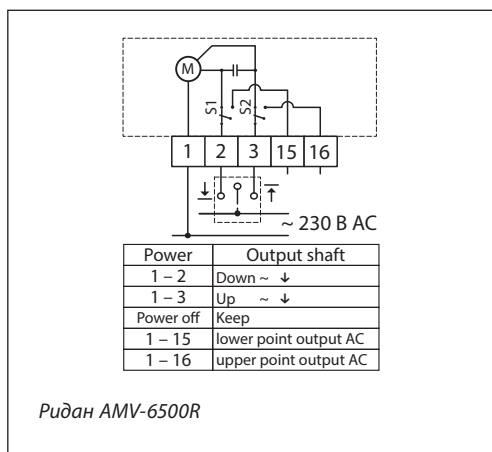 M
S1
S2
1 2 3 15 16
~ 230 В AC
Power Output shaft
1 – 2 Down ~ ↓
1 – 3 Up ~ ↓
Power off Keep
1 – 15 lower point output AC
1 – 16 upper point output AC
Ридан AMV-6500R